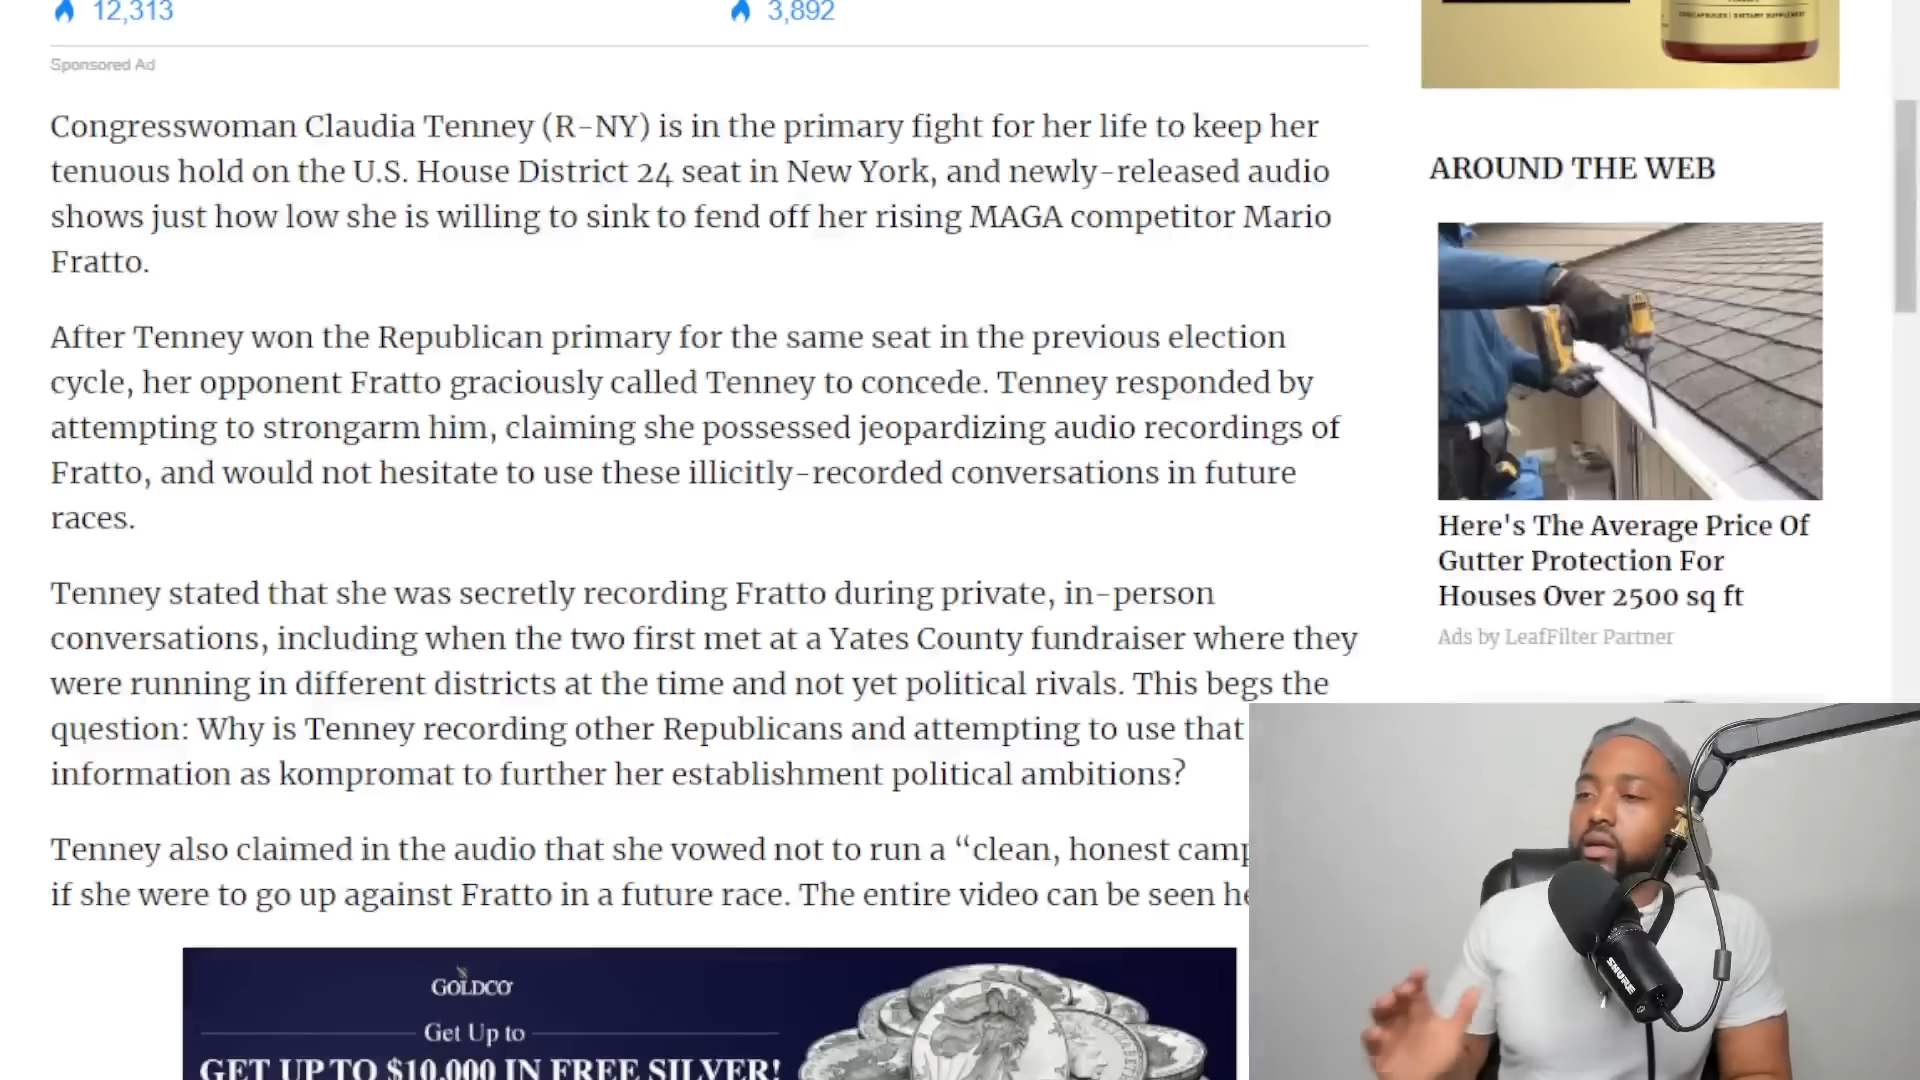 12,313
3,892
Sponsored Ad
Congresswoman Claudia Tenney (R-NY) is in the primary fight for her life to keep her
tenuous hold on the U.S. House District 24 seat in New York, and newly-released audio
shows just how low she is willing to sink to fend off her rising MAGA competitor Mario
Fratto.
After Tenney won the Republican primary for the same seat in the previous election
cycle, her opponent Fratto graciously called Tenney to concede. Tenney responded by
attempting to strongarm him, claiming she possessed jeopardizing audio recordings of
Fratto, and would not hesitate to use these illicitly-recorded conversations in future
races.
Tenney stated that she was secretly recording Fratto during private, in-person
conversations, including when the two first met at a Yates County fundraiser where they
were running in different districts at the time and not yet political rivals. This begs the
question: Why is Tenney recording other Republicans and attempting to use that
information as kompromat to further her establishment political ambitions?
Tenney also claimed in the audio that she vowed not to run a “clean, honest camp
if she were to go up against Fratto in a future race. The entire video can be seen he
GOLDCO
Get Up to
GET UP TO $10,000 IN FREE SILVER!
CAPSULES | DIETARY SUPPLEMENT
AROUND THE WEB
Here's The Average Price Of
Gutter Protection For
Houses Over 2500 sq ft
Ads by LeafFilter Partner
SHURE